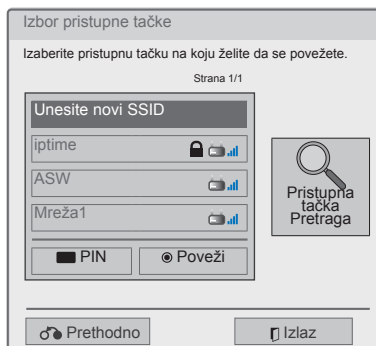 Izbor pristupne tačke
Izaberite pristupnu tačku na koju želite da se povežete.
Strana 1/1
Unesite novi SSID
iptime
ASW
Mreža1
PIN
Poveži
Pristupna
tačka
Pretraga
Prethodno
Izlaz